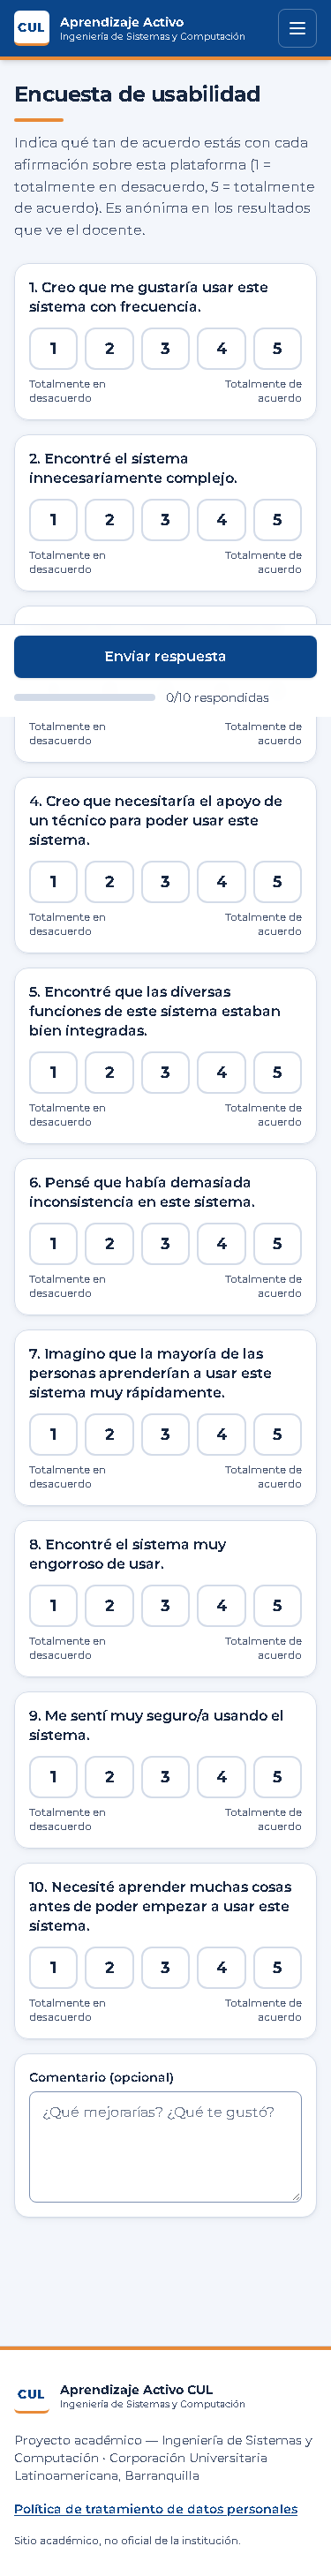 CUL
Aprendizaje Activo
Ingeniería de Sistemas y Computación
Encuesta de usabilidad
Indica qué tan de acuerdo estás con cada
afirmación sobre esta plataforma (1 =
totalmente en desacuerdo, 5 = totalmente
de acuerdo). Es anónima en los resultados
que ve el docente.
1. Creo que me gustaría usar este
sistema con frecuencia.
1 2 3 4 5
Totalmente en Totalmente de
desacuerdo acuerdo
2. Encontré el sistema
innecesariamente complejo.
1 2 3 4 5
Totalmente en Totalmente de
desacuerdo acuerdo
Enviar respuesta
0/10 respondidas
Totalmente en Totalmente de
desacuerdo acuerdo
4. Creo que necesitaría el apoyo de
un técnico para poder usar este
sistema.
1 2 3 4 5
Totalmente en Totalmente de
desacuerdo acuerdo
5. Encontré que las diversas
funciones de este sistema estaban
bien integradas.
1 2 3 4 5
Totalmente en Totalmente de
desacuerdo acuerdo
6. Pensé que había demasiada
inconsistencia en este sistema.
1 2 3 4 5
Totalmente en Totalmente de
desacuerdo acuerdo
7. Imagino que la mayoría de las
personas aprenderían a usar este
sistema muy rápidamente.
1 2 3 4 5
Totalmente en Totalmente de
desacuerdo acuerdo
8. Encontré el sistema muy
engorroso de usar.
1 2 3 4 5
Totalmente en Totalmente de
desacuerdo acuerdo
9. Me sentí muy seguro/a usando el
sistema.
1 2 3 4 5
Totalmente en Totalmente de
desacuerdo acuerdo
10. Necesité aprender muchas cosas
antes de poder empezar a usar este
sistema.
1 2 3 4 5
Totalmente en Totalmente de
desacuerdo acuerdo
Comentario (opcional)
¿Qué mejorarías? ¿Qué te gustó?
CUL
Aprendizaje Activo CUL
Ingeniería de Sistemas y Computación
Proyecto académico — Ingeniería de Sistemas y
Computación · Corporación Universitaria
Latinoamericana, Barranquilla
Política de tratamiento de datos personales
Sitio académico, no oficial de la institución.